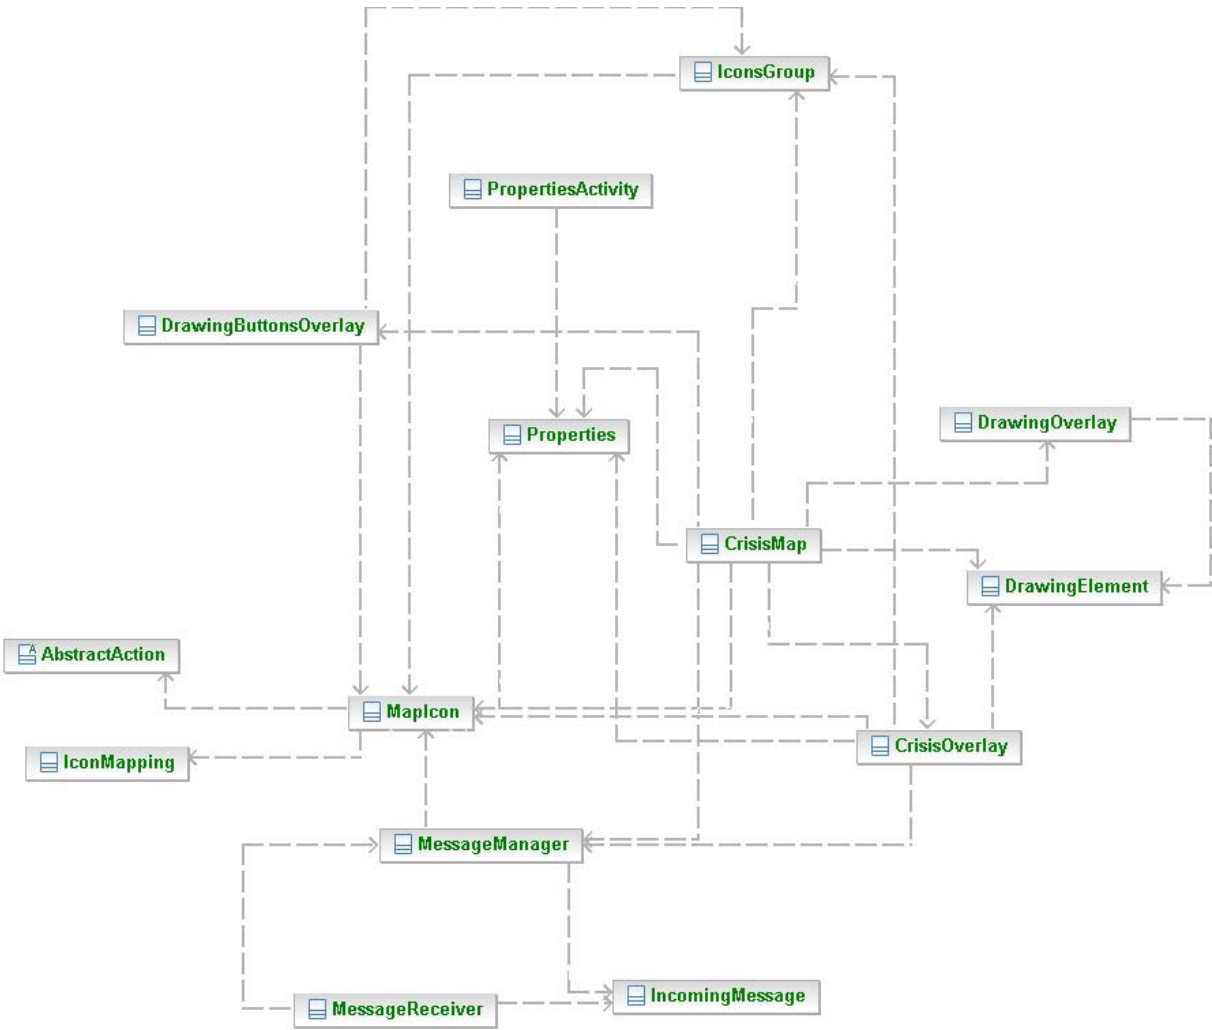 IconsGroup
PropertiesActivity
DrawingButtonsOverlay
DrawingOverlay
Properties
CrisisMap
DrawingElement
AbstractAction
MapIcon
CrisisOverlay
IconMapping
MessageManager
IncomingMessage
MessageReceiver